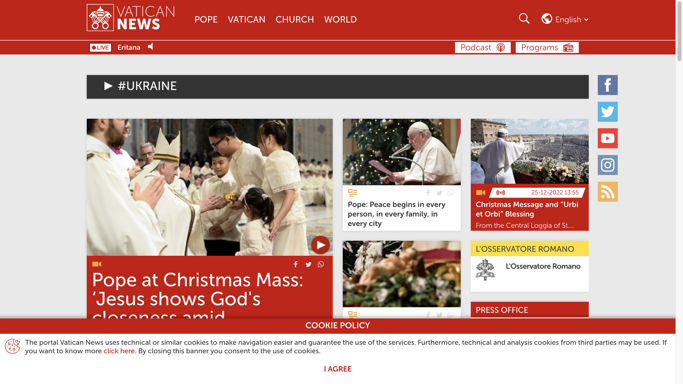 VATICAN
NEWS
POPE VATICAN CHURCH WORLD
English
LIVE Eritana
Podcast
Programs
#UKRAINE
Pope at Christmas Mass:
‘Jesus shows God's
closeness amid
Pope: Peace begins in every
person, in every family, in
every city
25-12-2022 13:55
Christmas Message and “Urbi
et Orbi” Blessing
From the Central Loggia of St...
L'OSSERVATORE ROMANO
L'Osservatore Romano
PRESS OFFICE
COOKIE POLICY
The portal Vatican News uses technical or similar cookies to make navigation easier and guarantee the use of the services. Furthermore, technical and analysis cookies from third parties may be used. If
you want to know more click here. By closing this banner you consent to the use of cookies.
I AGREE